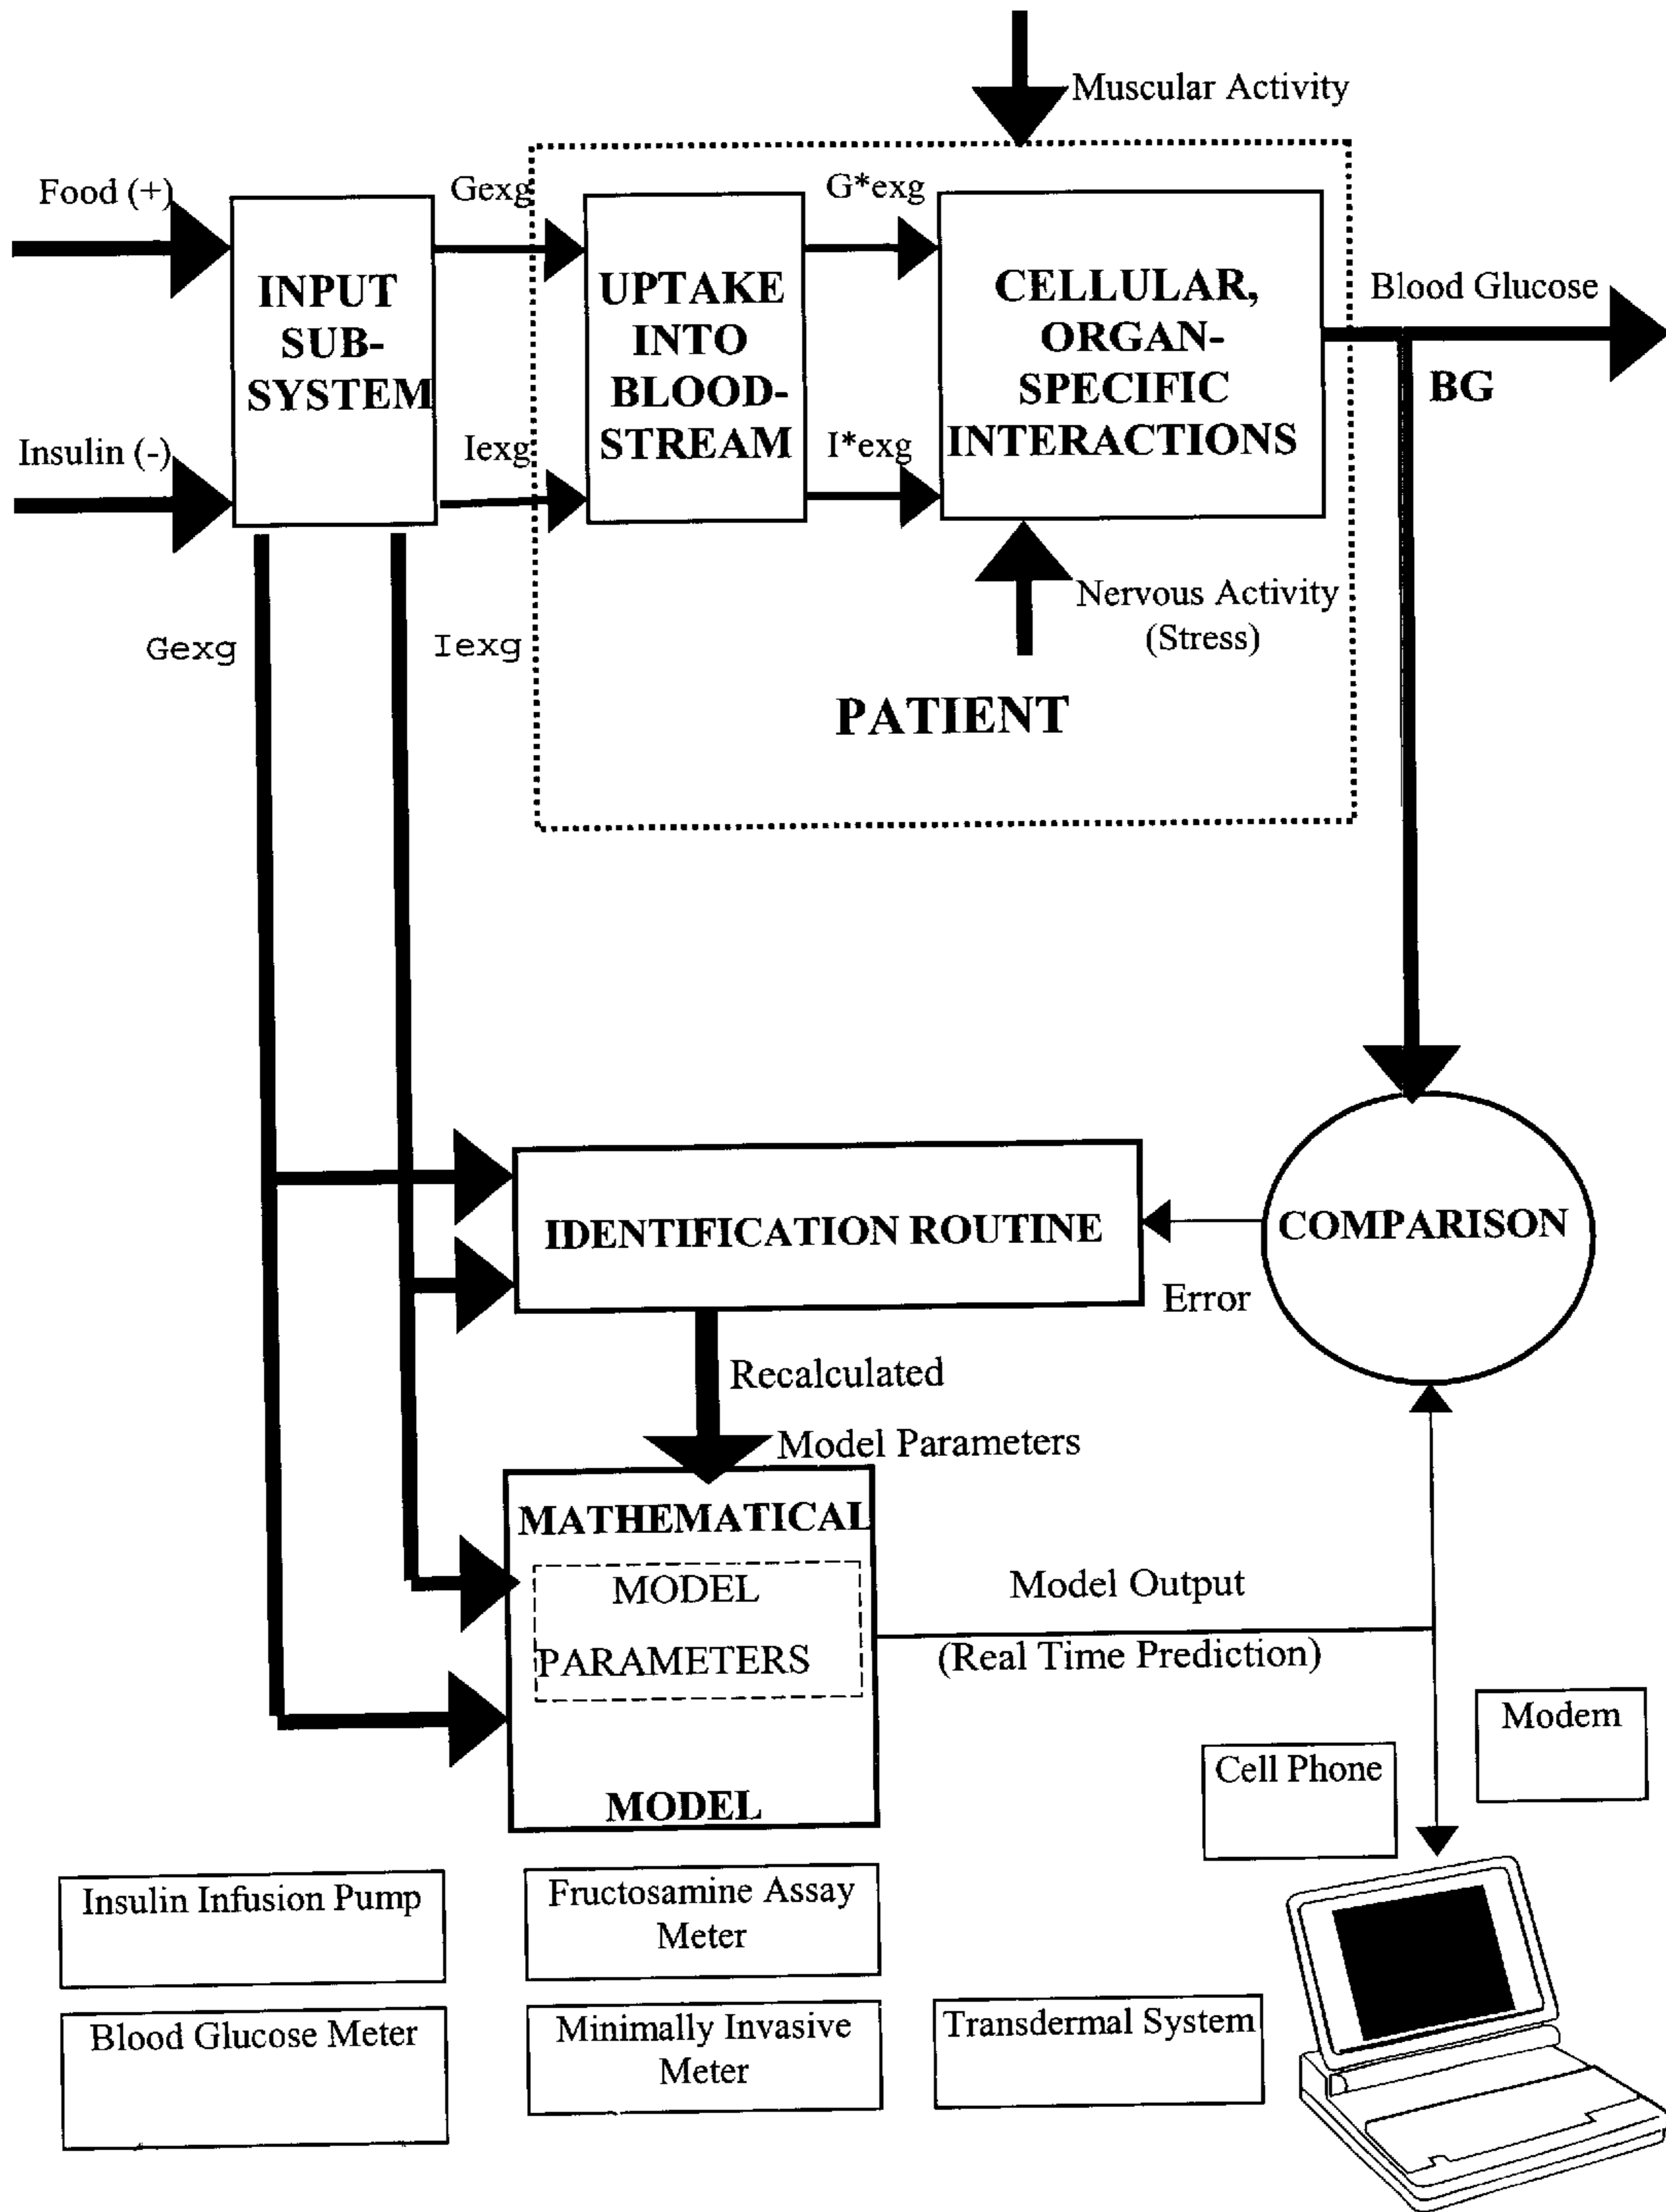 Muscular Activity
Food (+)
Gexg
G*exg
INPUT
SUB-
SYSTEM
UPTAKE
INTO
BLOOD-
STREAM
CELLULAR,
ORGAN-
SPECIFIC
INTERACTIONS
Blood Glucose
BG
Insulin (-)
Iexg
I*exg
Nervous Activity
(Stress)
Gexg
Iexg
PATIENT
IDENTIFICATION ROUTINE
COMPARISON
Error
Recalculated
Model Parameters
MATHEMATICAL
MODEL
PARAMETERS
MODEL
Model Output
(Real Time Prediction)
Modem
Cell Phone
Insulin Infusion Pump
Fructosamine Assay
Meter
Blood Glucose Meter
Minimally Invasive
Meter
Transdermal System